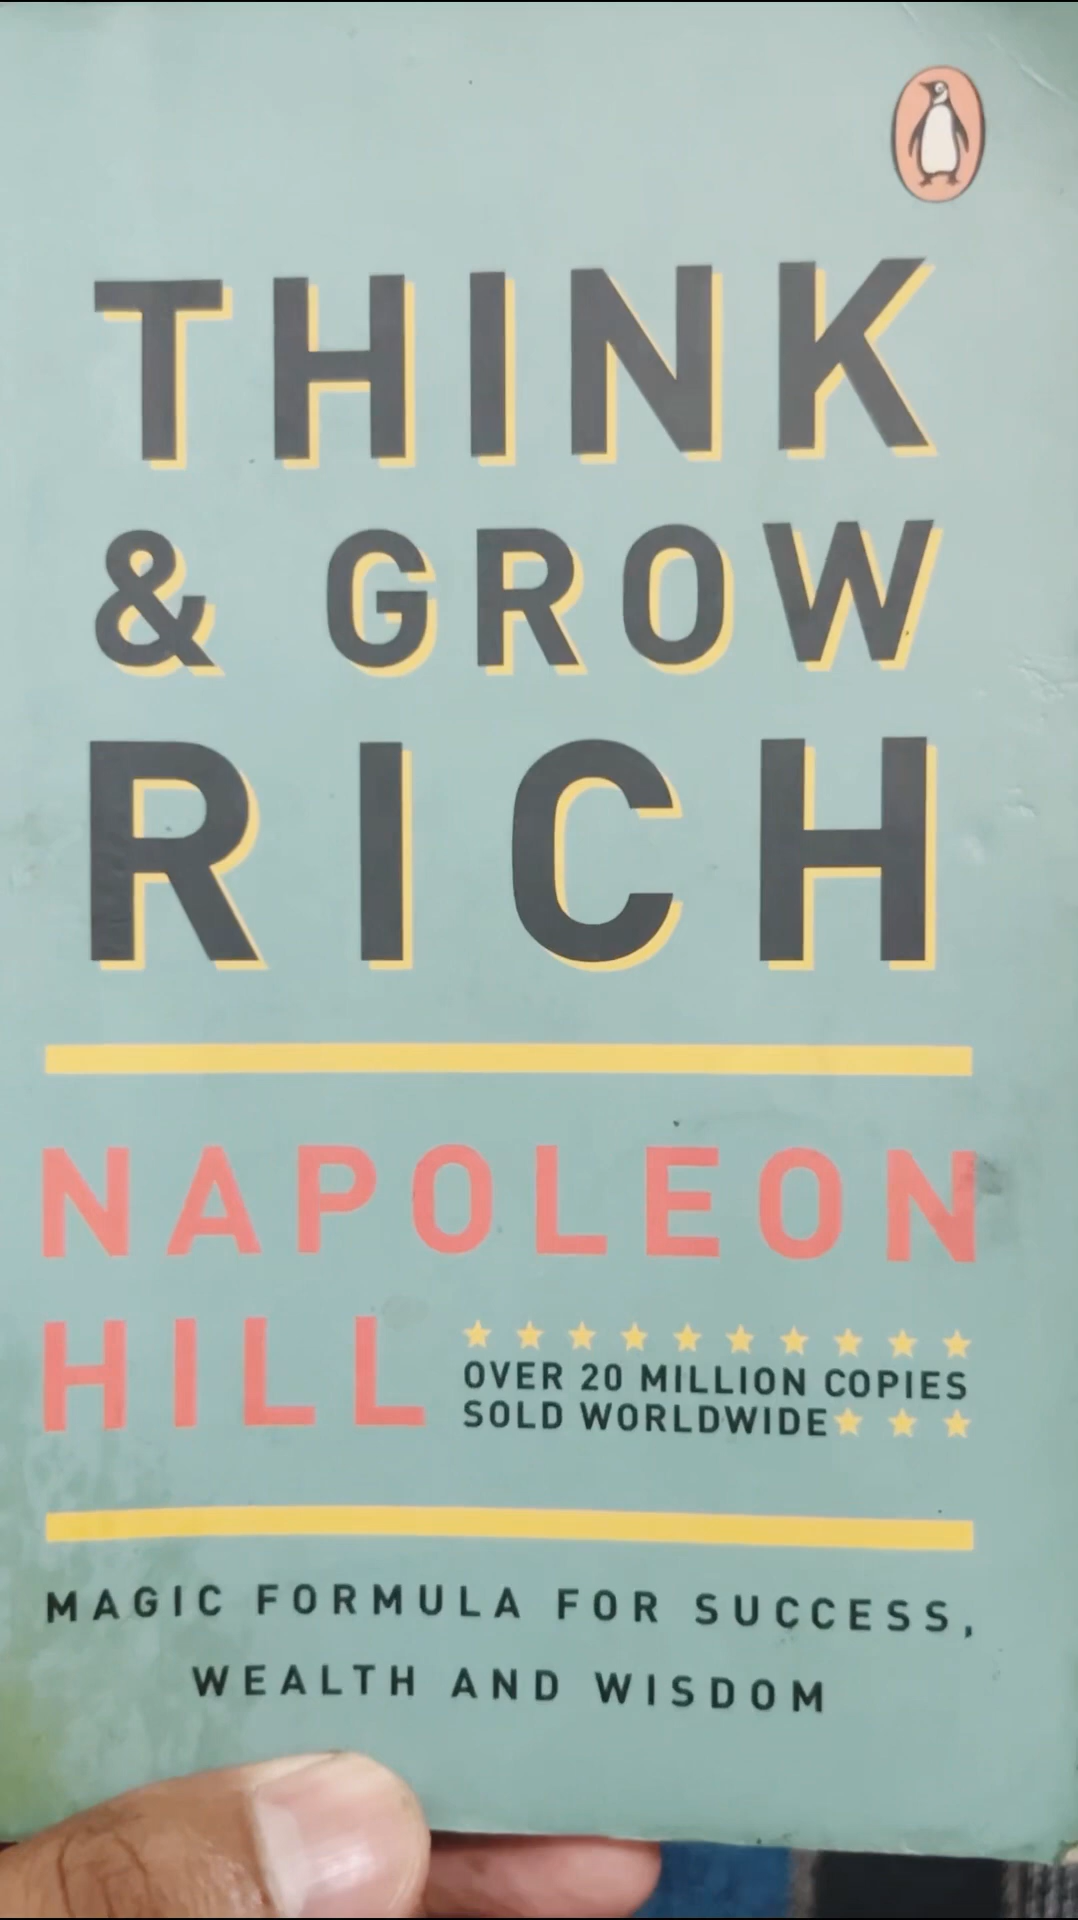 THINK
& GROW
RICH
NAPOLEON
HILL
OVER 20 MILLION COPIES
SOLD WORLDWIDE
MAGIC FORMULA FOR SUCCESS,
WEALTH AND WISDOM